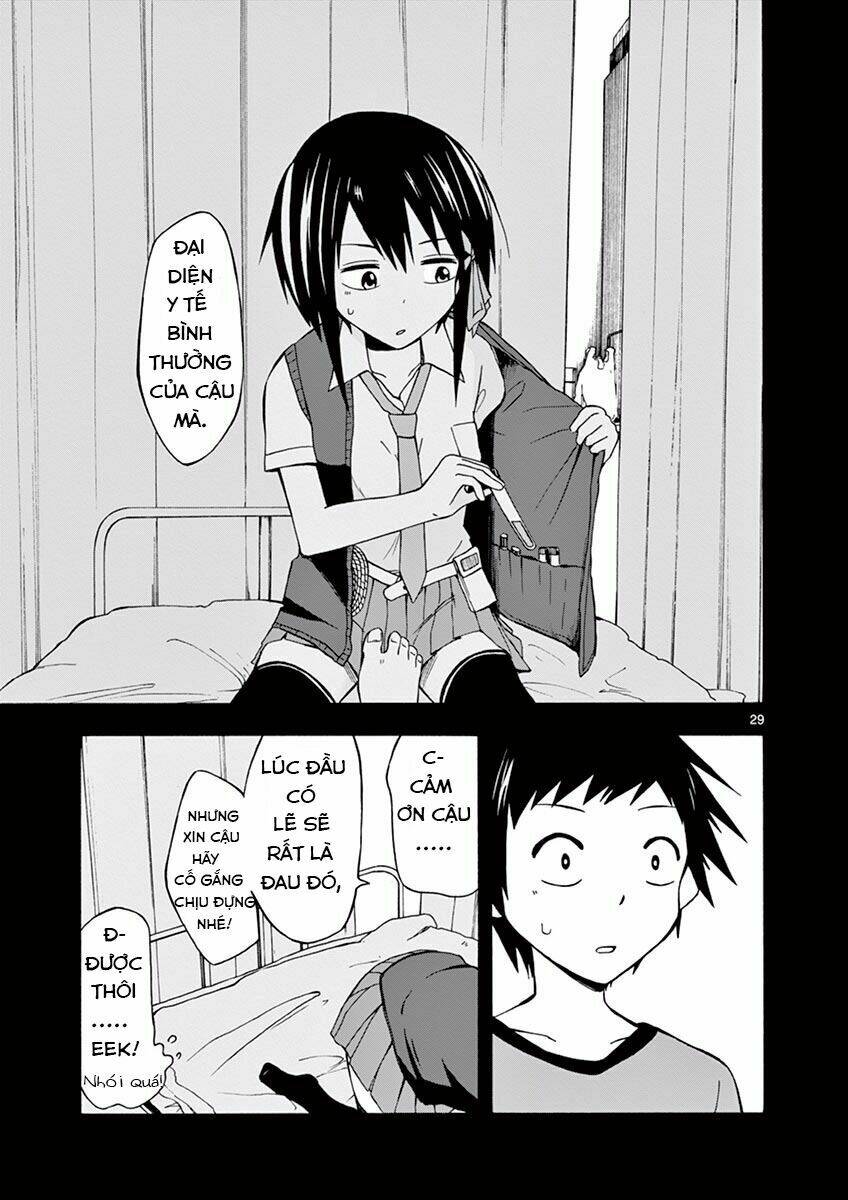 ĐẠI
DIỆN
Y TẾ
BÌNH
THƯỜNG
CỦA CẬU
MÀ.
29
C-
CẢM
ƠN CẬU
.....
LÚC ĐẦU
CÓ
LẼ SẼ
RẤT LÀ
ĐAU ĐÓ,
NHƯNG
XIN CẬU
HÃY
CỐ GẮNG
CHỊU ĐỰNG
NHÉ!
Đ-
ĐƯỢC
THÔI
.....
EEK!
Nhói quá!